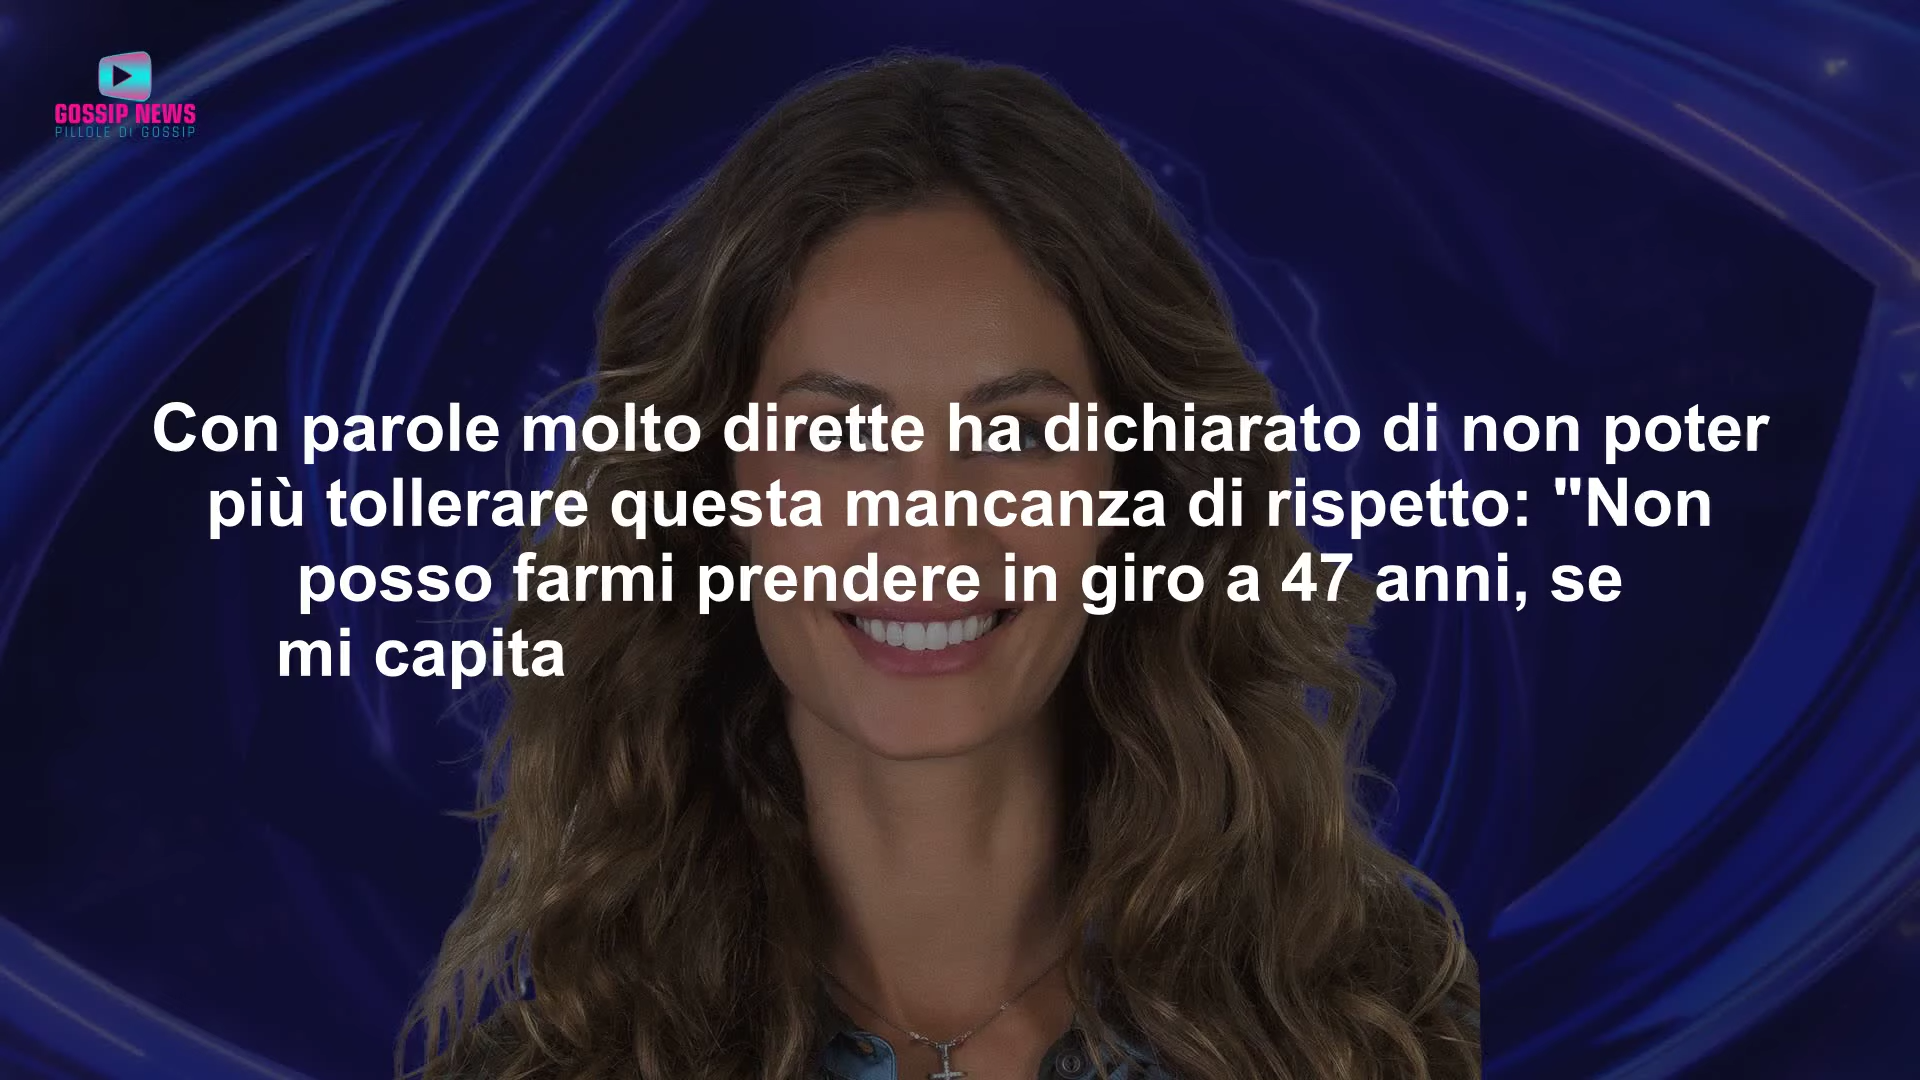 GOSSIP NEWS
PILLOLE DI GOSSIP
Con parole molto dirette ha dichiarato di non poter
più tollerare questa mancanza di rispetto: "Non
posso farmi prendere in giro a 47 anni, se
mi capita